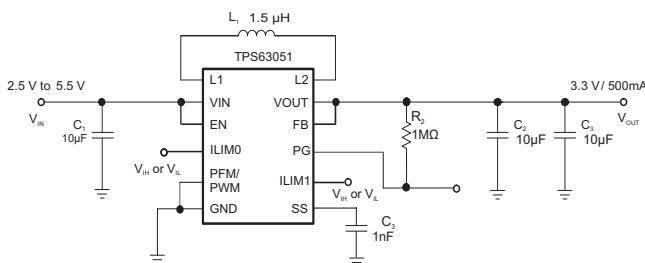 L₁ 1.5 µH
TPS63051
L1
L2
2.5 V to 5.5 V
3.3 V/ 500mA
VIN
VOUT
V_IN
C₁
10µF
EN
FB
R₂
1MΩ
C₂
10µF
C₃
10µF
V_OUT
ILIM0
PG
V_IH or V_IL
PFM/
PWM
ILIM1
V_IH or V_IL
GND
SS
C₃
1nF